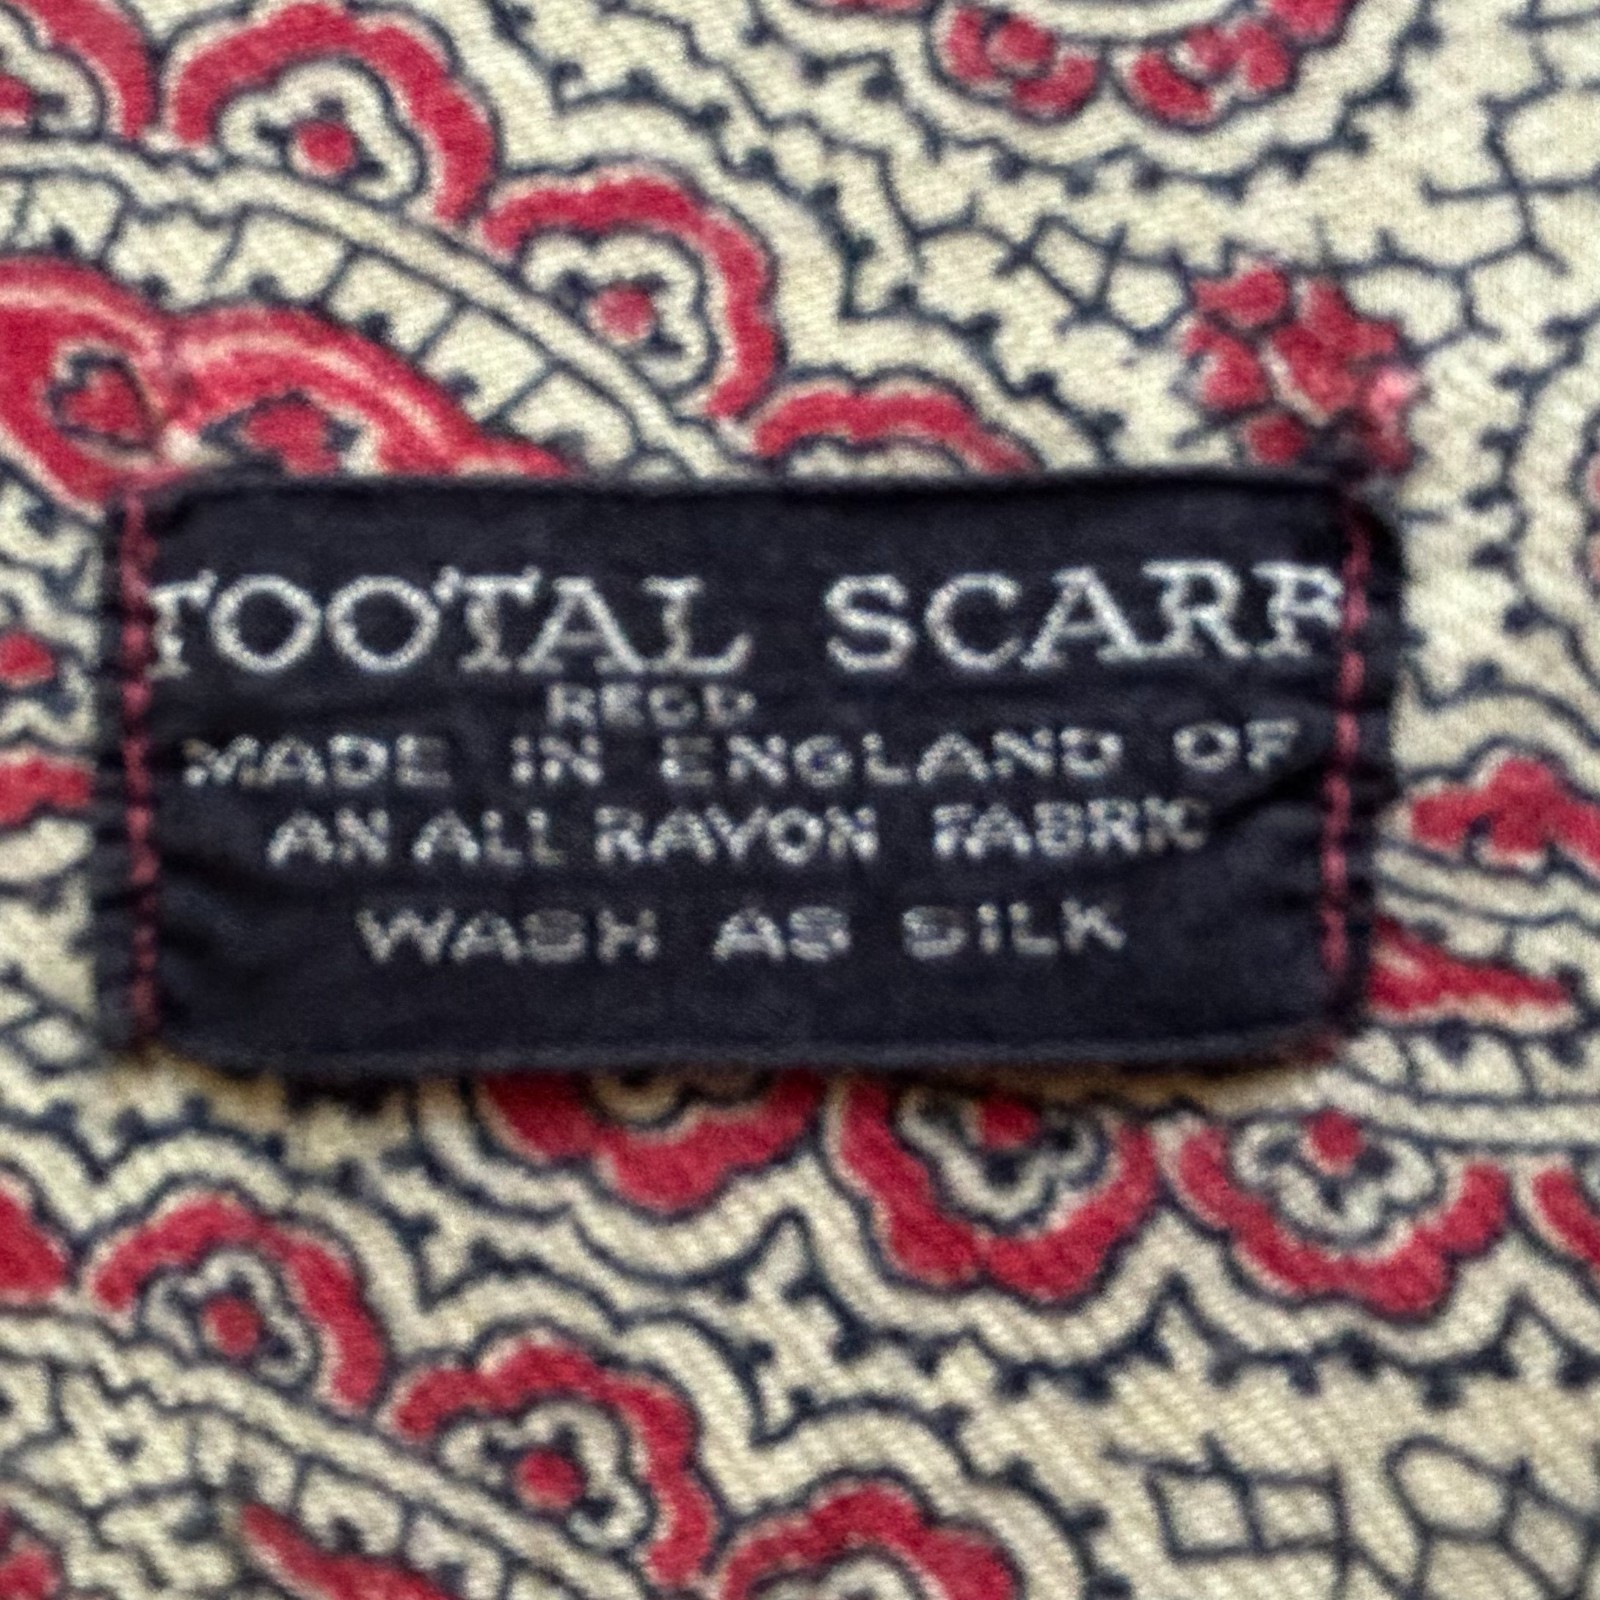 TOOTAL SCARF
REGD
MADE IN ENGLAND OF
AN ALL RAYON FABRIC
WASH AS SILK